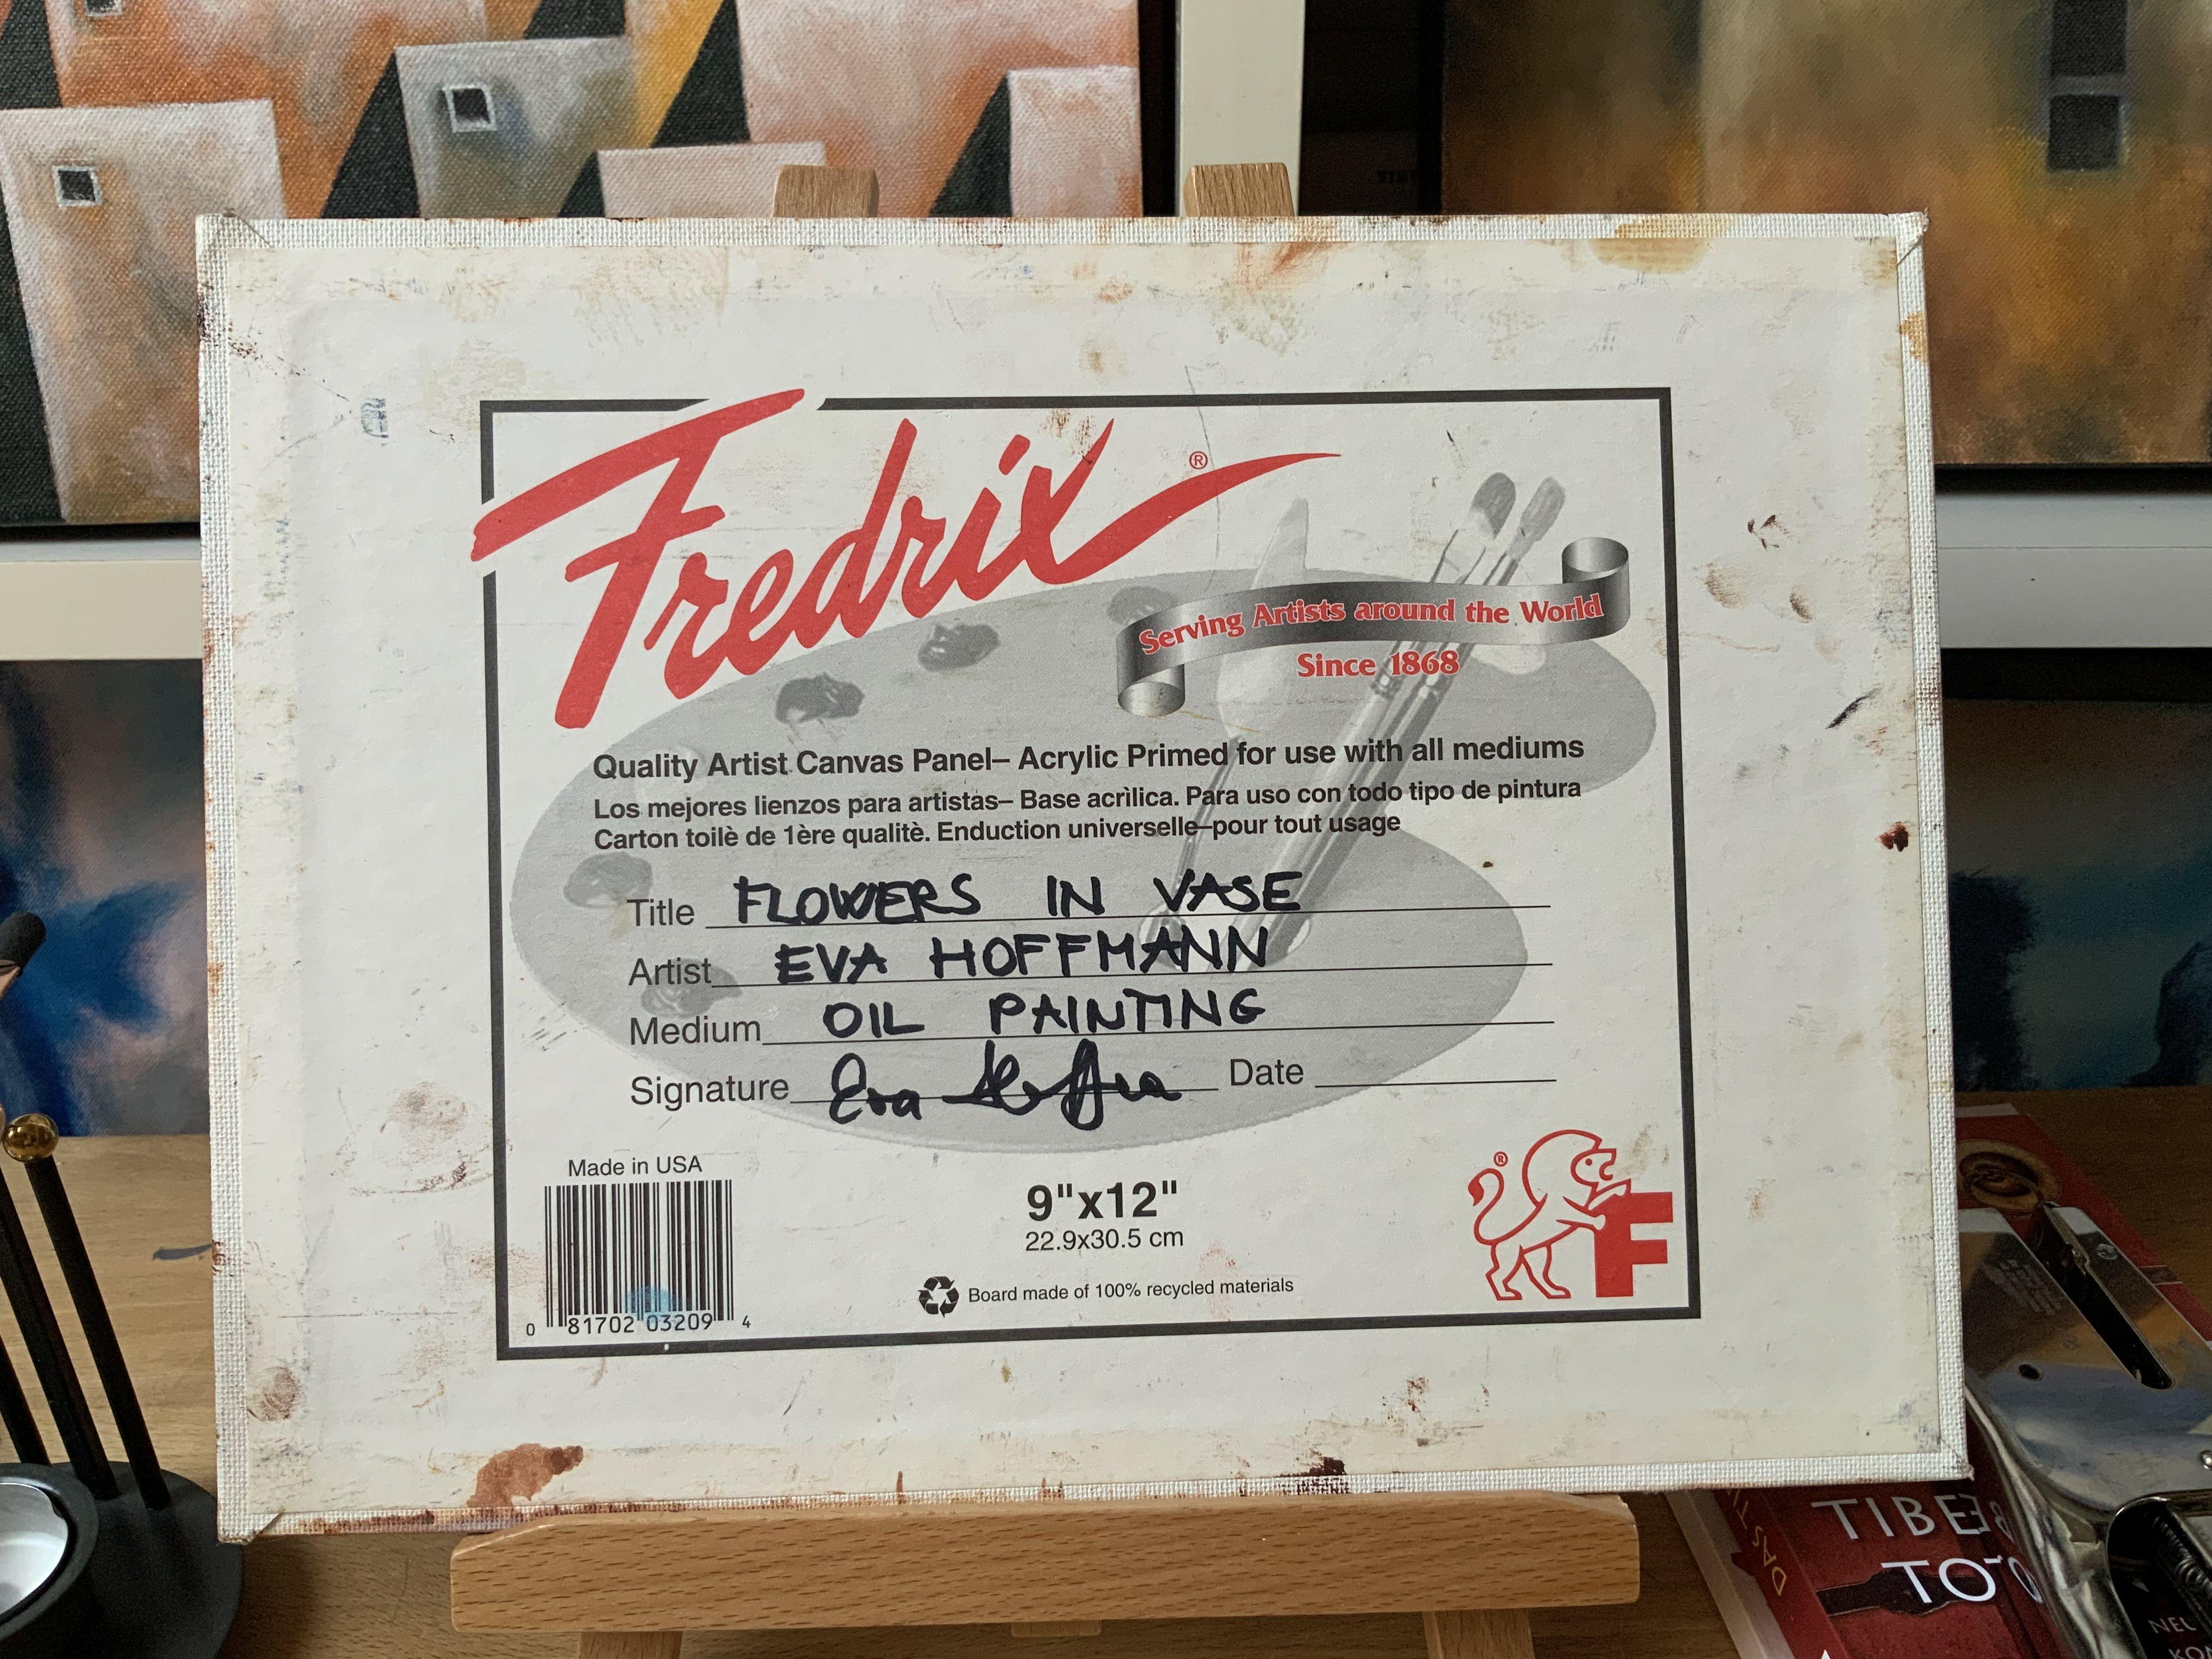 Fredrix ®
Serving Artists around the World
Since 1868
Quality Artist Canvas Panel– Acrylic Primed for use with all mediums
Los mejores lienzos para artistas– Base acrìlica. Para uso con todo tipo de pintura
Carton toilè de 1ère qualitè. Enduction universelle–pour tout usage
Title FLOWERS IN VASE
Artist EVA HOFFMANN
Medium OIL PAINTING
Signature Eva Date
Made in USA
0 81702 03209 4
9"x12"
22.9x30.5 cm
Board made of 100% recycled materials
®
F
DAS